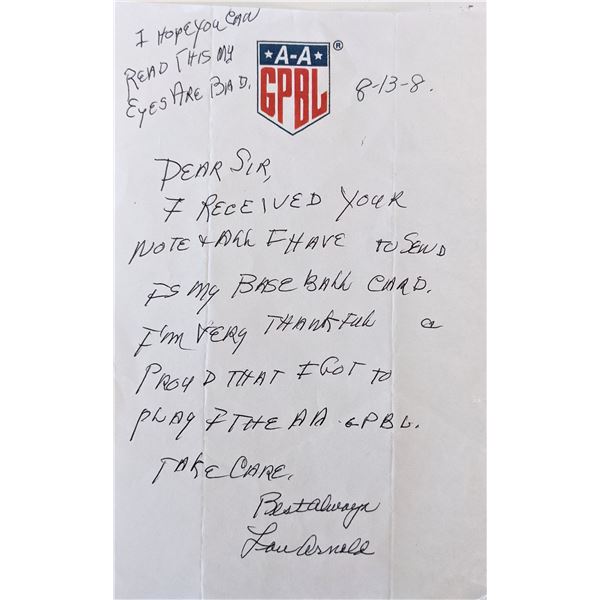 I HOPE YOU CAN
READ THIS MY
EYES ARE BAD.
A-A
GPBL
®
8-13-8.
DEAR SIR,
I RECEIVED YOUR
NOTE & ALL I HAVE TO SEND
IS MY BASEBALL CARD.
I'M VERY THANKFUL &
PROUD THAT I GOT TO
PLAY I THE AA.GPBL.
TAKE CARE.
Best Always
Lou Arnold